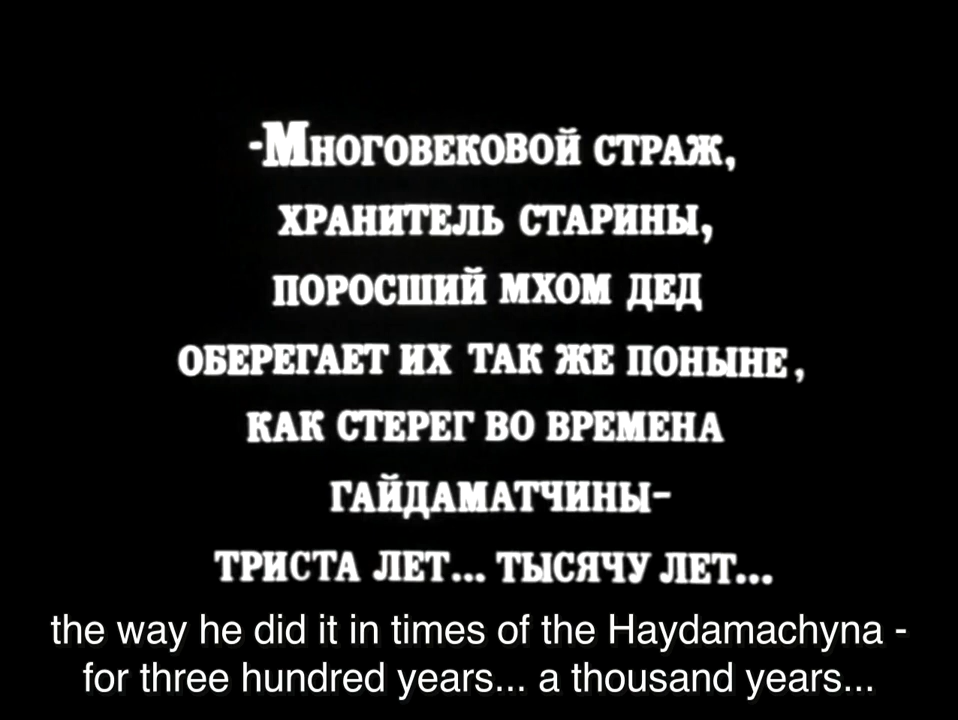 -Многовековой страж,
хранитель старины,
поросший мхом дед
оберегает их так же поныне,
как стерег во времена
гайдаматчины-
триста лет... тысячу лет...
the way he did it in times of the Haydamachyna -
for three hundred years... a thousand years...